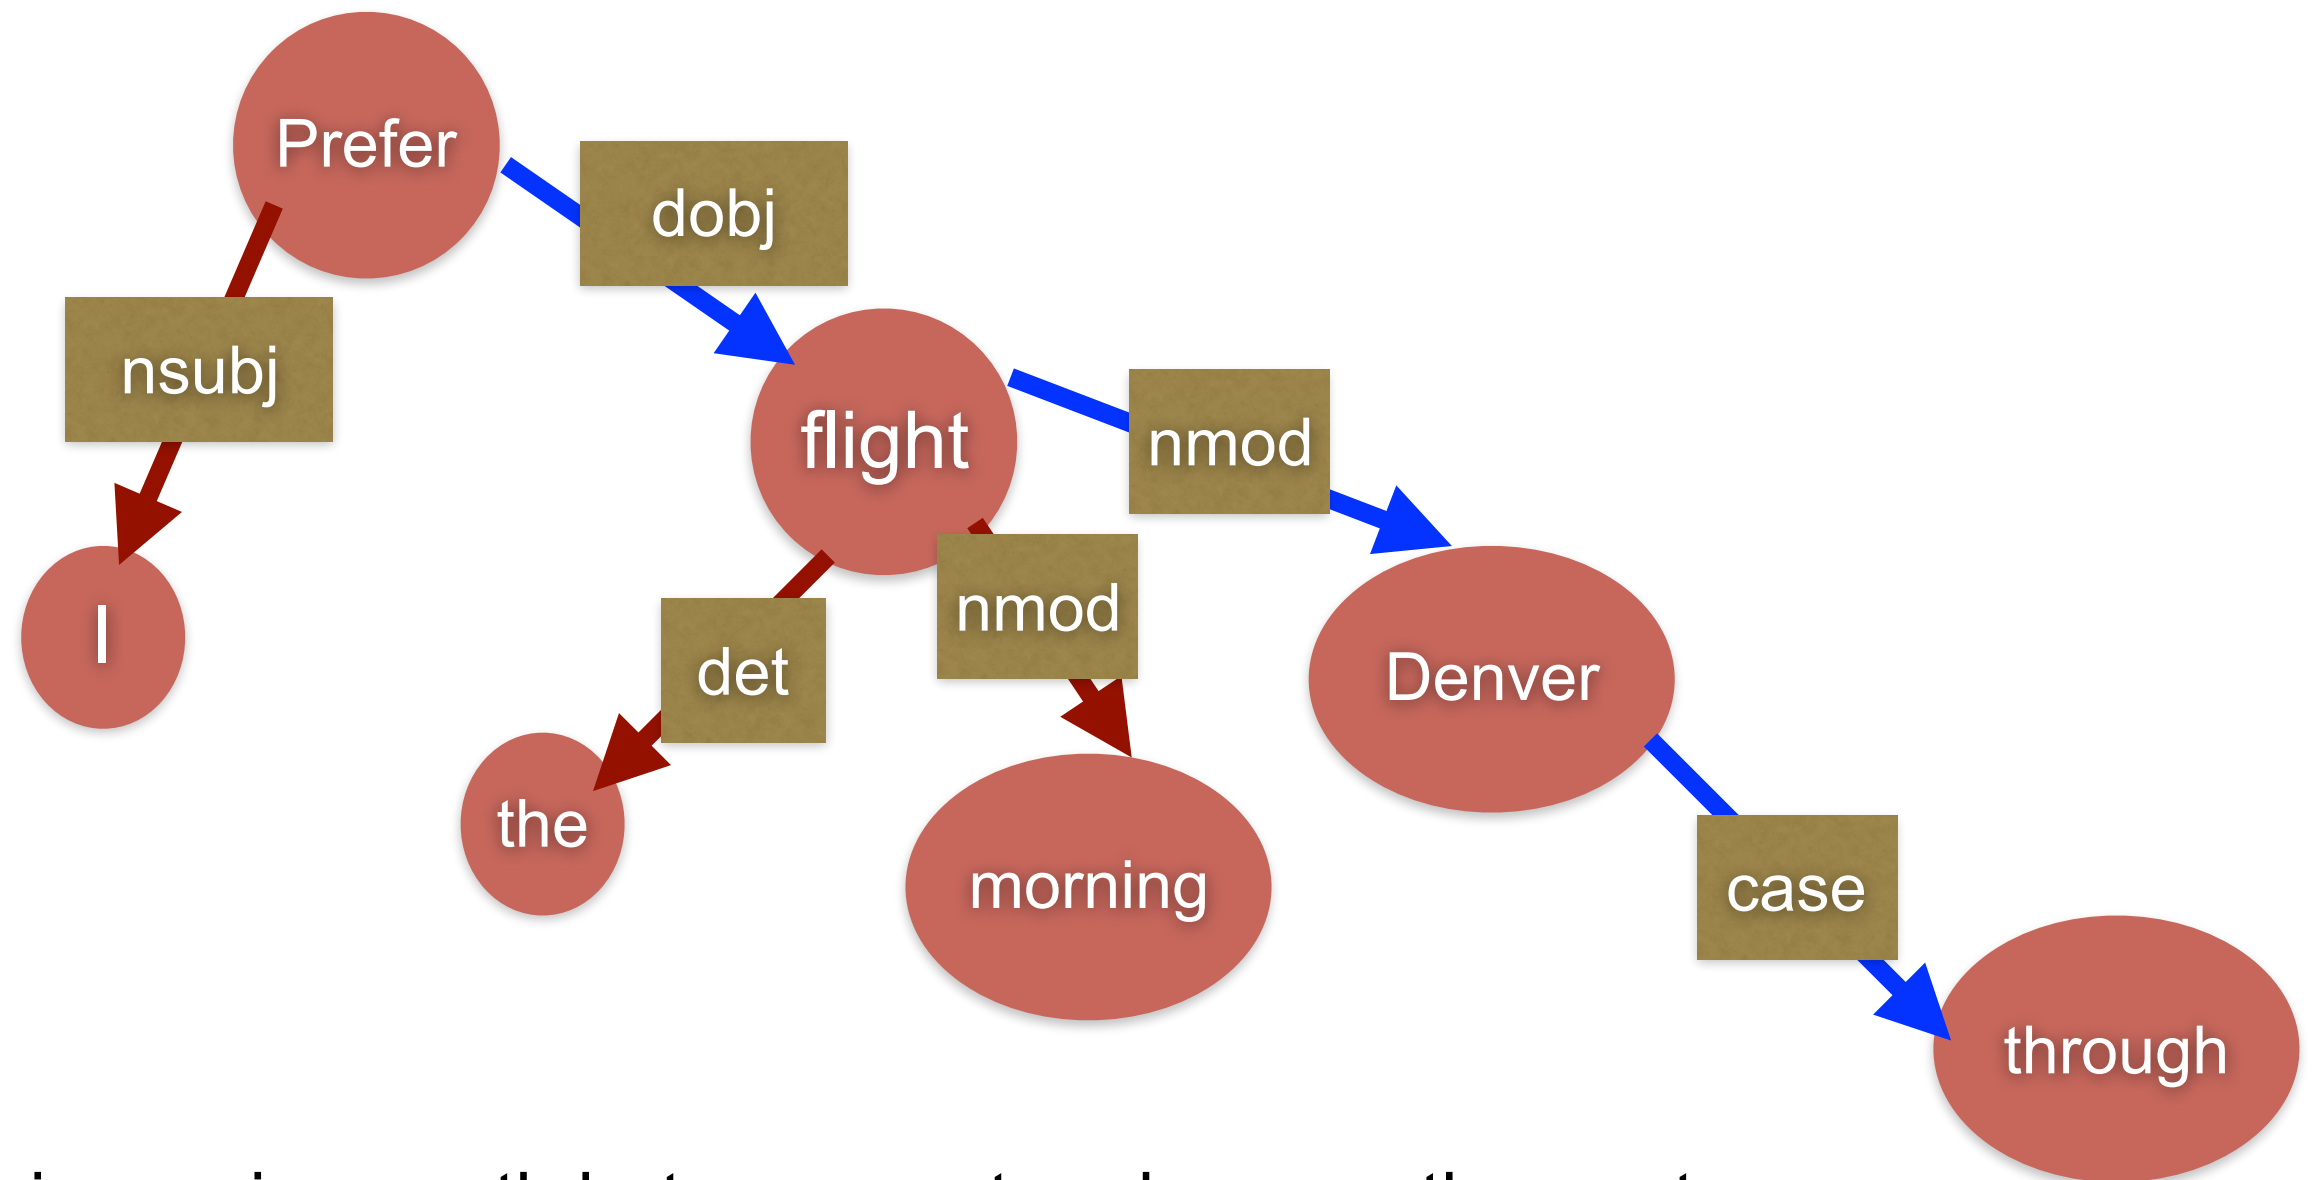 Prefer
dobj
nsubj
flight
nmod
nmod
I
det
Denver
the
morning
case
through